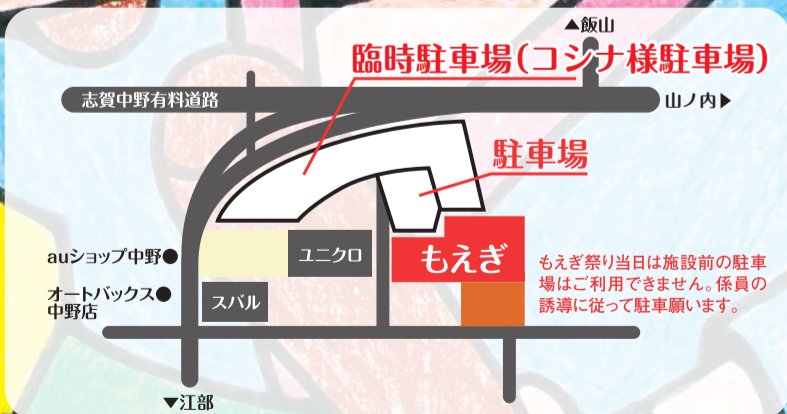 ▲飯山
臨時駐車場(コシナ様駐車場)
志賀中野有料道路
山ノ内▶
駐車場
auショップ中野●
ユニクロ
もえぎ
もえぎ祭り当日は施設前の駐車
場はご利用できません。係員の
誘導に従って駐車願います。
オートバックス●
中野店
スバル
▼江部